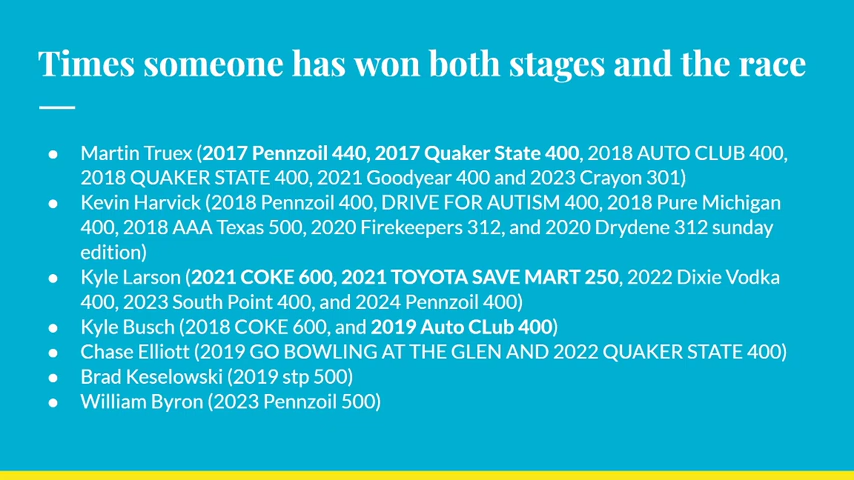 Times someone has won both stages and the race
● Martin Truex (2017 Pennzoil 440, 2017 Quaker State 400, 2018 AUTO CLUB 400,
2018 QUAKER STATE 400, 2021 Goodyear 400 and 2023 Crayon 301)
● Kevin Harvick (2018 Pennzoil 400, DRIVE FOR AUTISM 400, 2018 Pure Michigan
400, 2018 AAA Texas 500, 2020 Firekeepers 312, and 2020 Drydene 312 sunday
edition)
● Kyle Larson (2021 COKE 600, 2021 TOYOTA SAVE MART 250, 2022 Dixie Vodka
400, 2023 South Point 400, and 2024 Pennzoil 400)
● Kyle Busch (2018 COKE 600, and 2019 Auto CLub 400)
● Chase Elliott (2019 GO BOWLING AT THE GLEN AND 2022 QUAKER STATE 400)
● Brad Keselowski (2019 stp 500)
● William Byron (2023 Pennzoil 500)